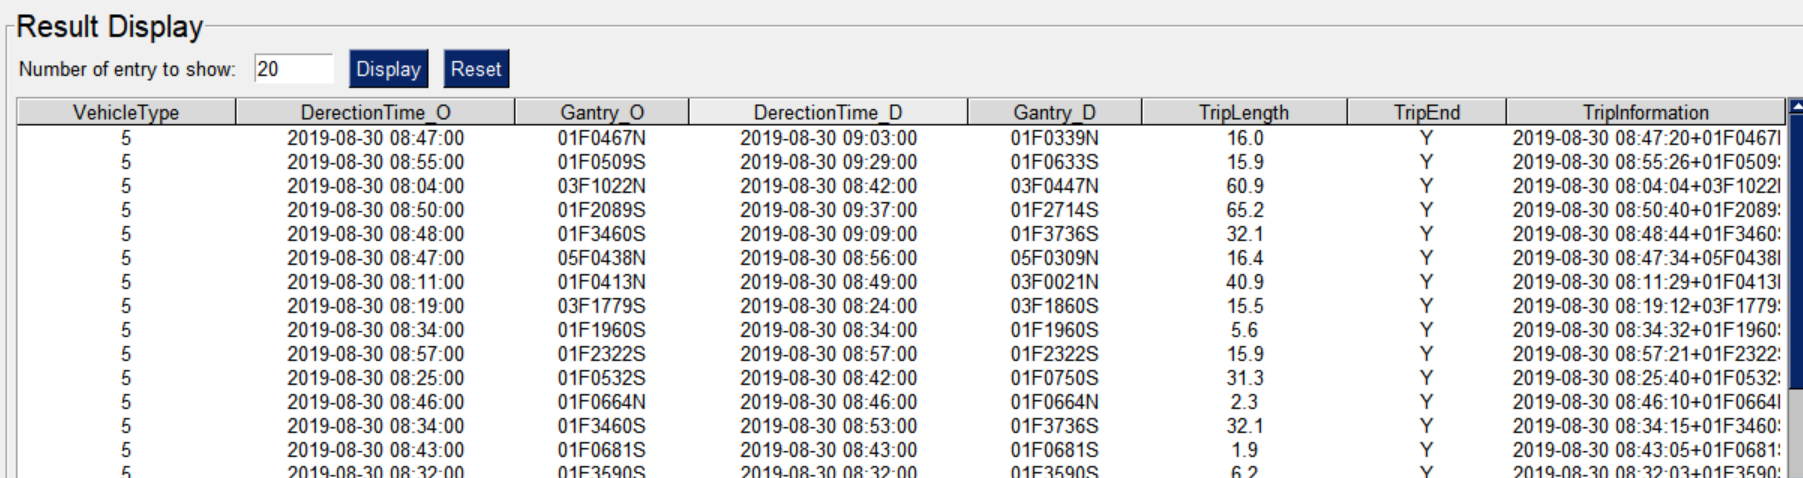 Result Display
Number of entry to show: 20 Display Reset
VehicleType DerectionTime_O Gantry_O DerectionTime_D Gantry_D TripLength TripEnd TripInformation
5 2019-08-30 08:47:00 01F0467N 2019-08-30 09:03:00 01F0339N 16.0 Y 2019-08-30 08:47:20+01F0467
5 2019-08-30 08:55:00 01F0509S 2019-08-30 09:29:00 01F0633S 15.9 Y 2019-08-30 08:55:26+01F0509
5 2019-08-30 08:04:00 03F1022N 2019-08-30 08:42:00 03F0447N 60.9 Y 2019-08-30 08:04:04+03F1022
5 2019-08-30 08:50:00 01F2089S 2019-08-30 09:37:00 01F2714S 65.2 Y 2019-08-30 08:50:40+01F2089
5 2019-08-30 08:48:00 01F3460S 2019-08-30 09:09:00 01F3736S 32.1 Y 2019-08-30 08:48:44+01F3460
5 2019-08-30 08:47:00 05F0438N 2019-08-30 08:56:00 05F0309N 16.4 Y 2019-08-30 08:47:34+05F0438
5 2019-08-30 08:11:00 01F0413N 2019-08-30 08:49:00 03F0021N 40.9 Y 2019-08-30 08:11:29+01F0413
5 2019-08-30 08:19:00 03F1779S 2019-08-30 08:24:00 03F1860S 15.5 Y 2019-08-30 08:19:12+03F1779
5 2019-08-30 08:34:00 01F1960S 2019-08-30 08:34:00 01F1960S 5.6 Y 2019-08-30 08:34:32+01F1960
5 2019-08-30 08:57:00 01F2322S 2019-08-30 08:57:00 01F2322S 15.9 Y 2019-08-30 08:57:21+01F2322
5 2019-08-30 08:25:00 01F0532S 2019-08-30 08:42:00 01F0750S 31.3 Y 2019-08-30 08:25:40+01F0532
5 2019-08-30 08:46:00 01F0664N 2019-08-30 08:46:00 01F0664N 2.3 Y 2019-08-30 08:46:10+01F0664
5 2019-08-30 08:34:00 01F3460S 2019-08-30 08:53:00 01F3736S 32.1 Y 2019-08-30 08:34:15+01F3460
5 2019-08-30 08:43:00 01F0681S 2019-08-30 08:43:00 01F0681S 1.9 Y 2019-08-30 08:43:05+01F0681
5 2019-08-30 08:32:00 01F3590S 2019-08-30 08:32:00 01F3590S 6.2 Y 2019-08-30 08:32:03+01F3590